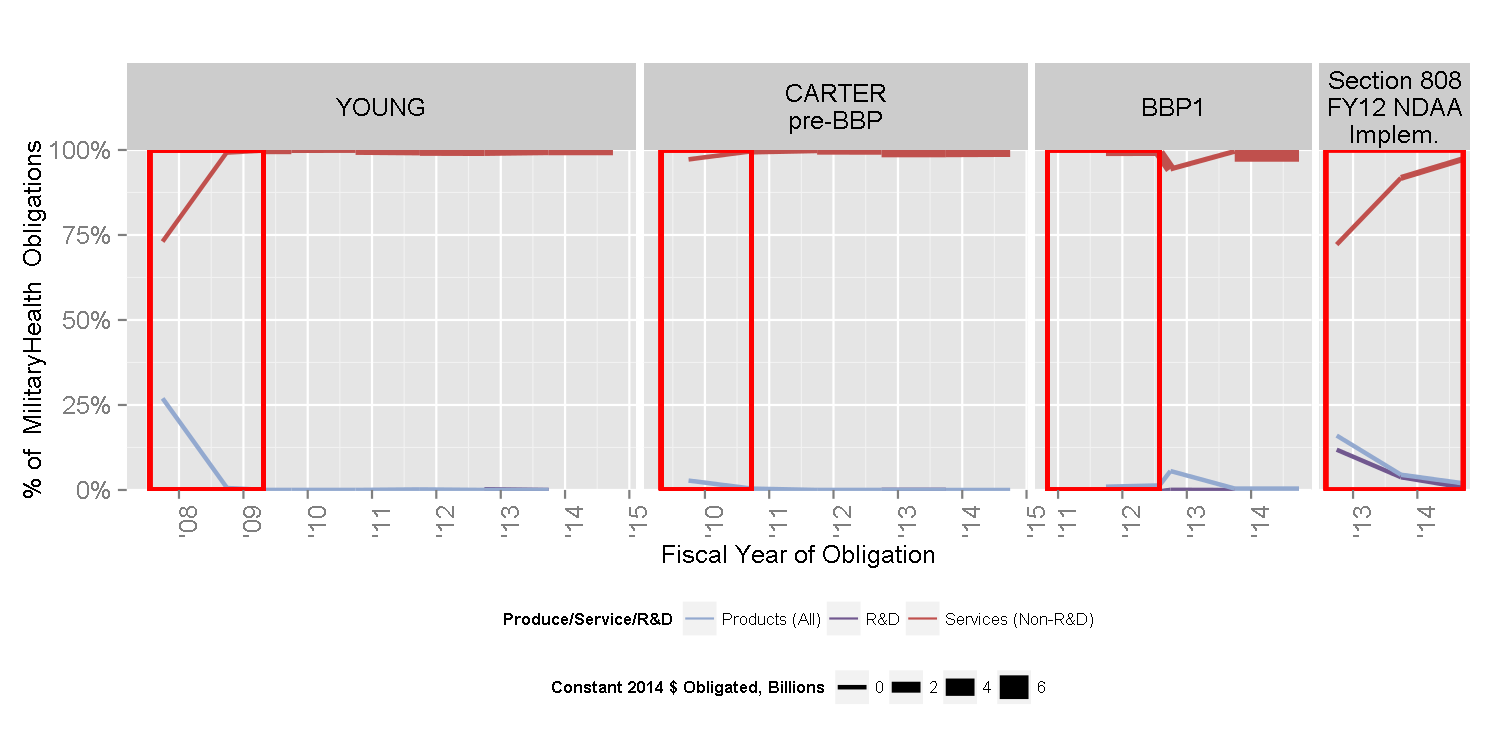 YOUNG
CARTER
pre-BBP
BBP1
Section 808
FY12 NDAA
Implem.
% of MilitaryHealth Obligations
100%
75%
50%
25%
0%
'08 '09 '10 '11 '12 '13 '14 '15
'10 '11 '12 '13 '14 '15
'11 '12 '13 '14
'13 '14
Fiscal Year of Obligation
Produce/Service/R&D Products (All) R&D Services (Non-R&D)
Constant 2014 $ Obligated, Billions 0 2 4 6